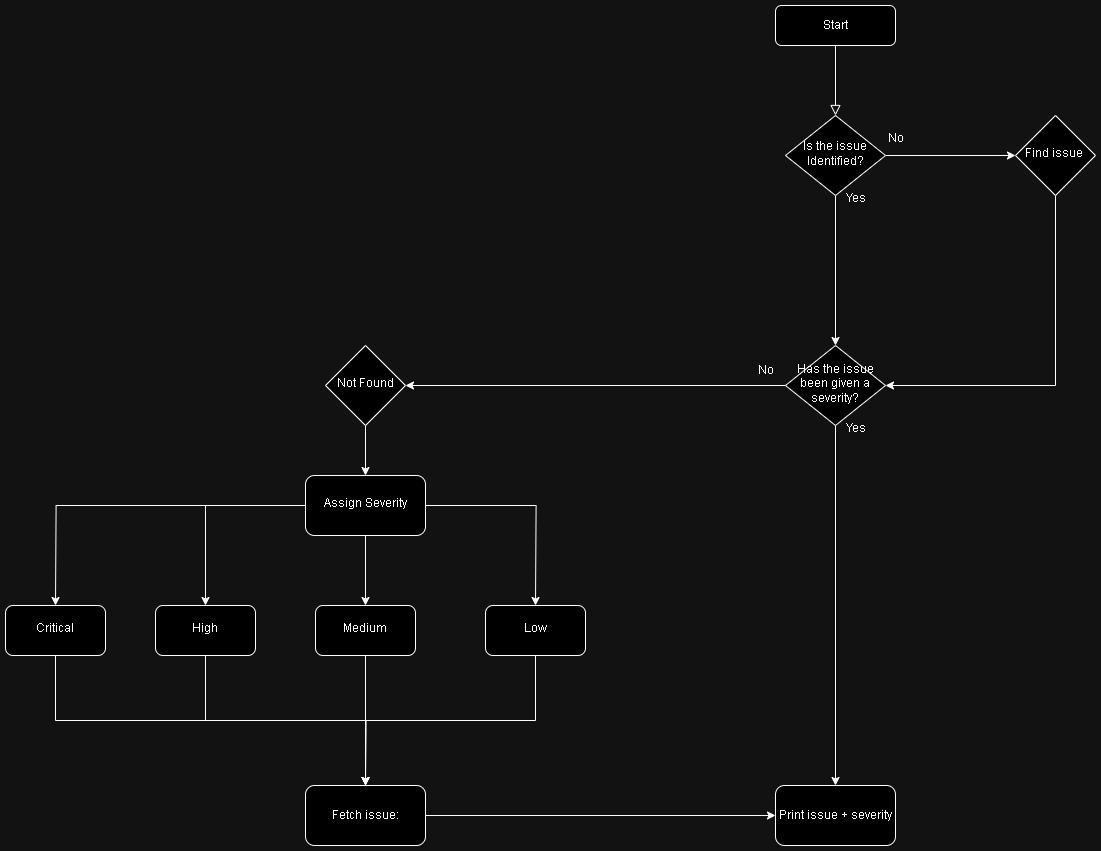 Start
Is the issue
Identified?
No
Find issue
Yes
Not Found
No
Has the issue
been given a
severity?
Yes
Assign Severity
Critical
High
Medium
Low
Fetch issue:
Print issue + severity